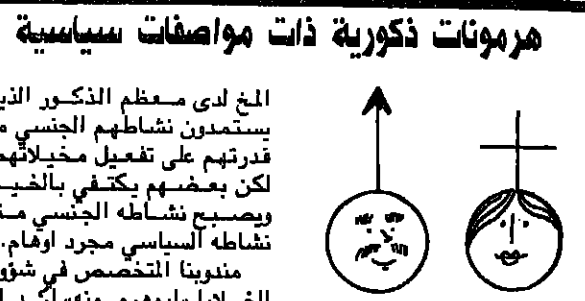 هرمونات ذكورية ذات مواصفات سياسية
المخ لدى معظم الذكور الذين
يستمدون نشاطهم الجنسي من
قدرتهم على تفعيل مخيلاتهم
لكن بعضهم يكتفي بالخيال
ويصبح نشاطه الجنسي مثل
نشاطه السياسي مجرد اوهام.
مندوبنا المتخصص في شؤون